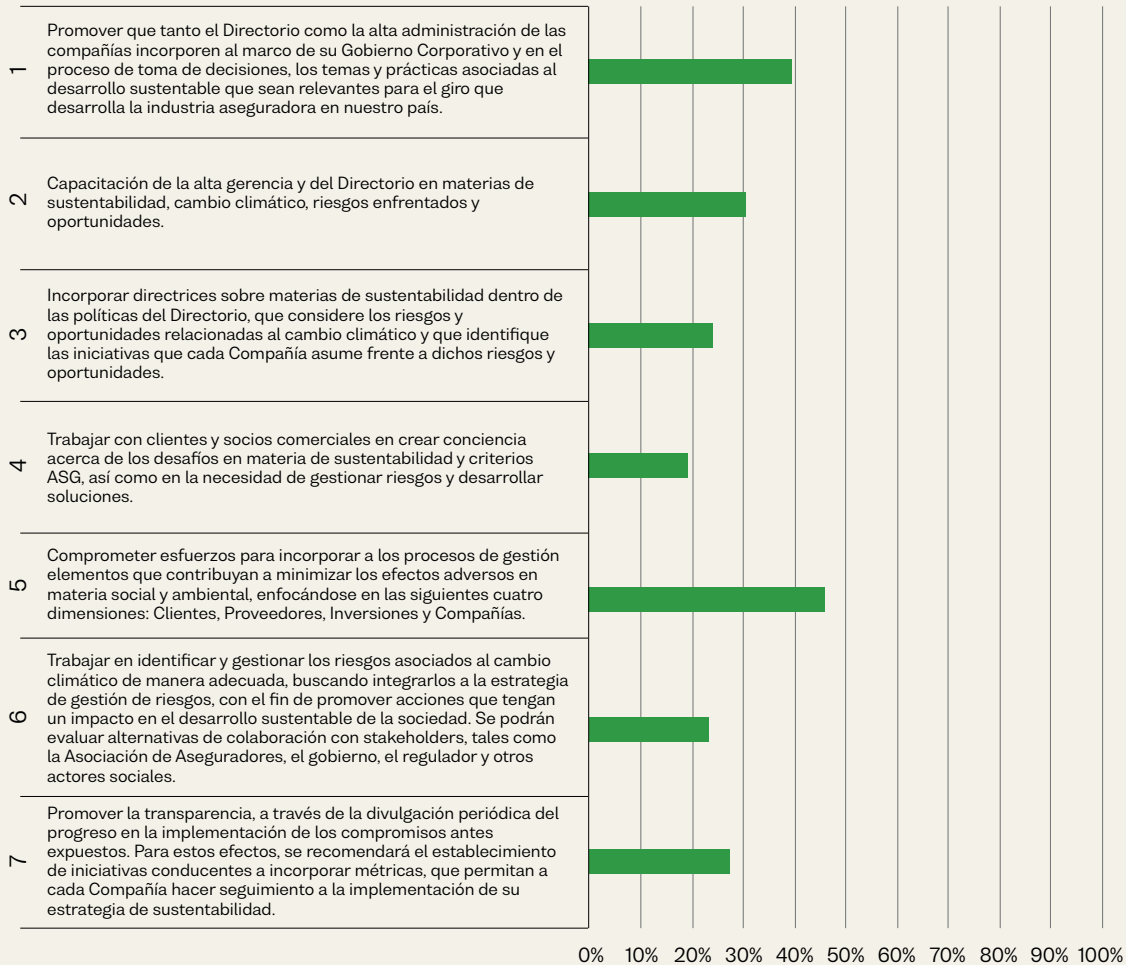 1
Promover que tanto el Directorio como la alta administración de las
compañías incorporen al marco de su Gobierno Corporativo y en el
proceso de toma de decisiones, los temas y prácticas asociadas al
desarrollo sustentable que sean relevantes para el giro que
desarrolla la industria aseguradora en nuestro país.
2
Capacitación de la alta gerencia y del Directorio en materias de
sustentabilidad, cambio climático, riesgos enfrentados y
oportunidades.
3
Incorporar directrices sobre materias de sustentabilidad dentro de
las políticas del Directorio, que considere los riesgos y
oportunidades relacionadas al cambio climático y que identifique
las iniciativas que cada Compañía asume frente a dichos riesgos y
oportunidades.
4
Trabajar con clientes y socios comerciales en crear conciencia
acerca de los desafíos en materia de sustentabilidad y criterios
ASG, así como en la necesidad de gestionar riesgos y desarrollar
soluciones.
5
Comprometer esfuerzos para incorporar a los procesos de gestión
elementos que contribuyan a minimizar los efectos adversos en
materia social y ambiental, enfocándose en las siguientes cuatro
dimensiones: Clientes, Proveedores, Inversiones y Compañías.
6
Trabajar en identificar y gestionar los riesgos asociados al cambio
climático de manera adecuada, buscando integrarlos a la estrategia
de gestión de riesgos, con el fin de promover acciones que tengan
un impacto en el desarrollo sustentable de la sociedad. Se podrán
evaluar alternativas de colaboración con stakeholders, tales como
la Asociación de Aseguradores, el gobierno, el regulador y otros
actores sociales.
7
Promover la transparencia, a través de la divulgación periódica del
progreso en la implementación de los compromisos antes
expuestos. Para estos efectos, se recomendará el establecimiento
de iniciativas conducentes a incorporar métricas, que permitan a
cada Compañía hacer seguimiento a la implementación de su
estrategia de sustentabilidad.
0% 10% 20% 30% 40% 50% 60% 70% 80% 90% 100%